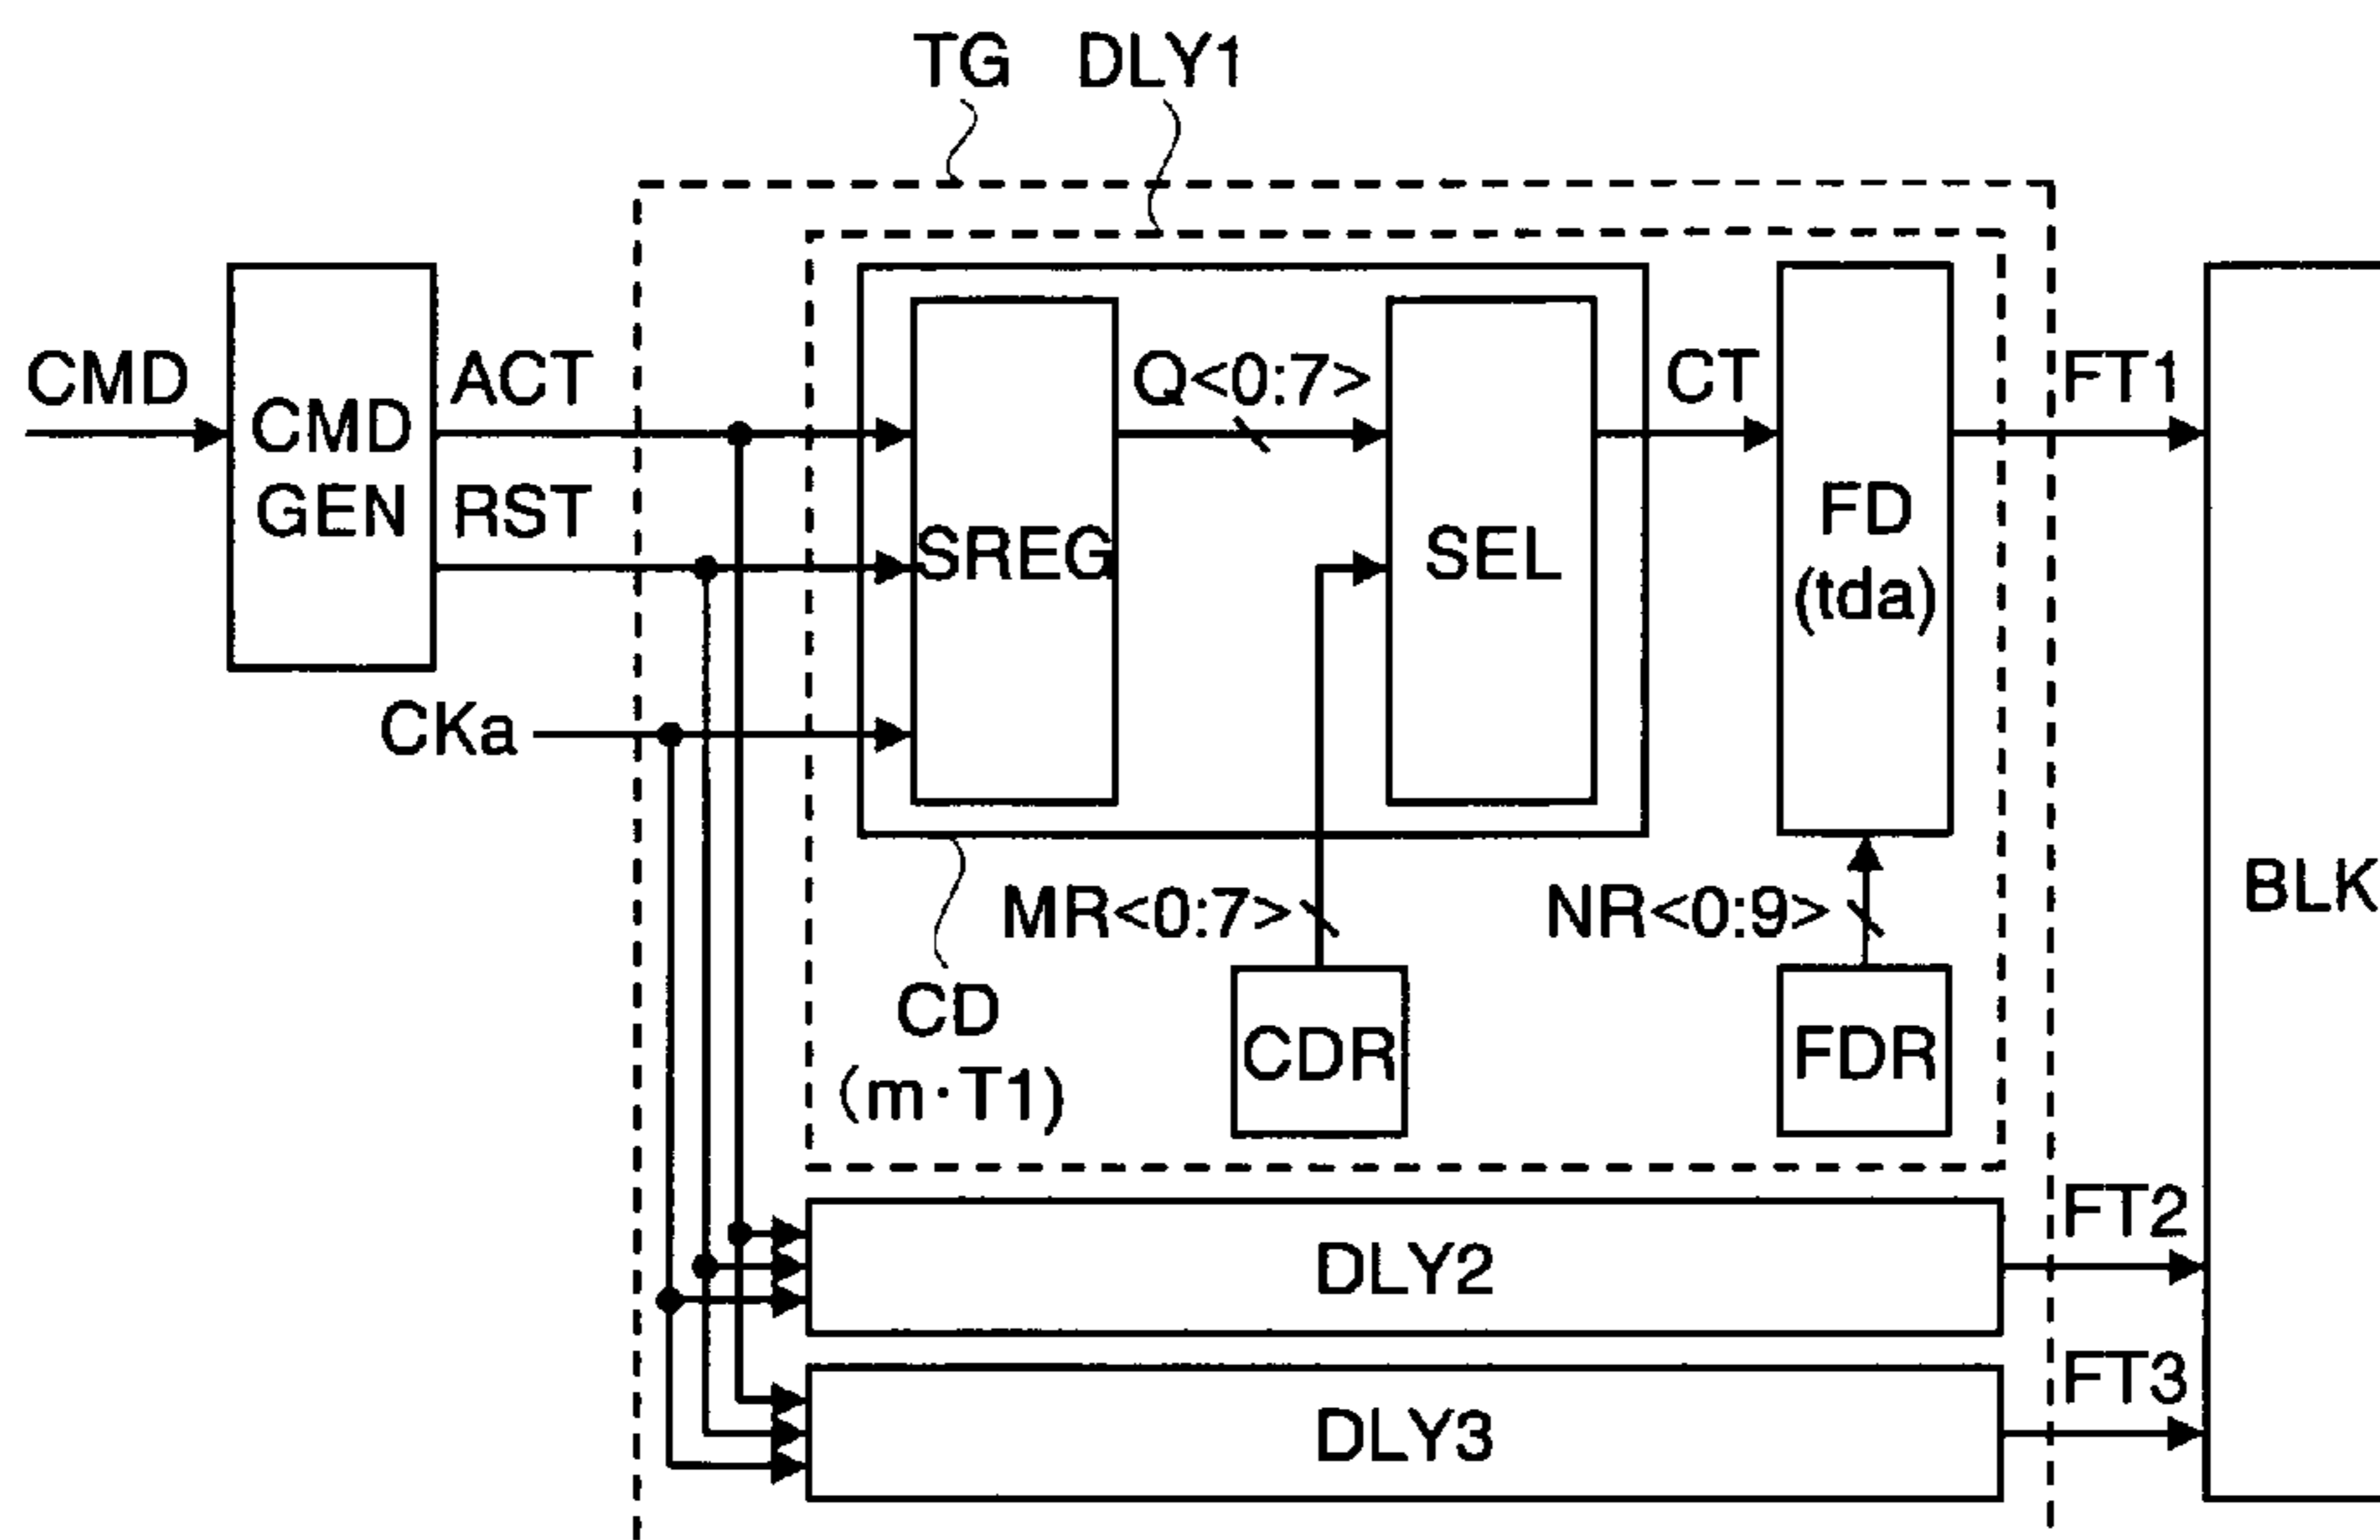 TG DLY1
CMD
CMD
GEN
ACT
RST
CKa
SREG
Q<0:7>
SEL
CT
FD
(tda)
FT1
BLK
MR<0:7>
NR<0:9>
CD
(m·T1)
CDR
FDR
DLY2
FT2
DLY3
FT3